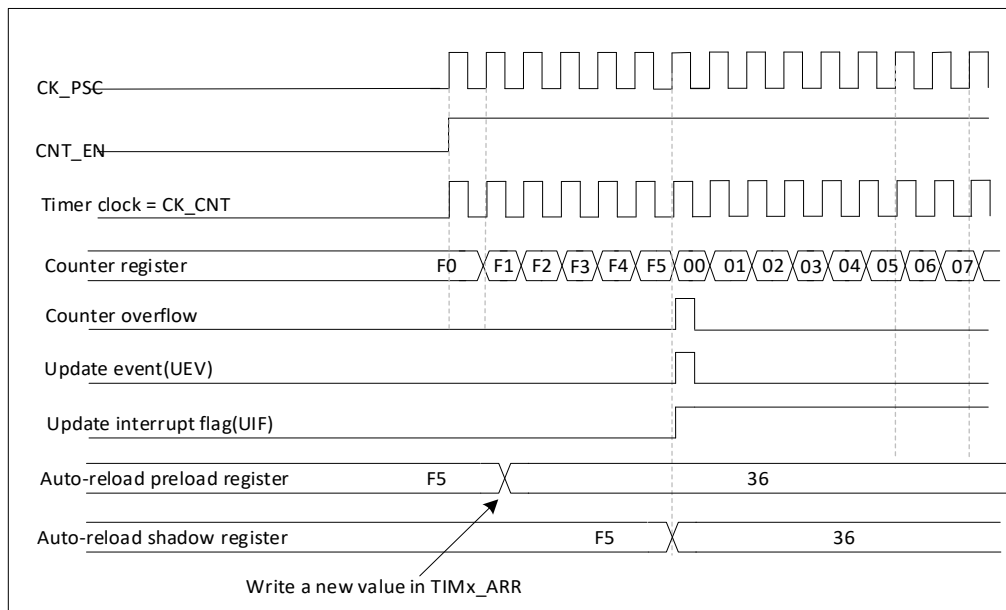 CK_PSC
CNT_EN
Timer clock = CK_CNT
Counter register F0 F1 F2 F3 F4 F5 00 01 02 03 04 05 06 07
Counter overflow
Update event(UEV)
Update interrupt flag(UIF)
Auto-reload preload register F5 36
Auto-reload shadow register F5 36
Write a new value in TIMx_ARR